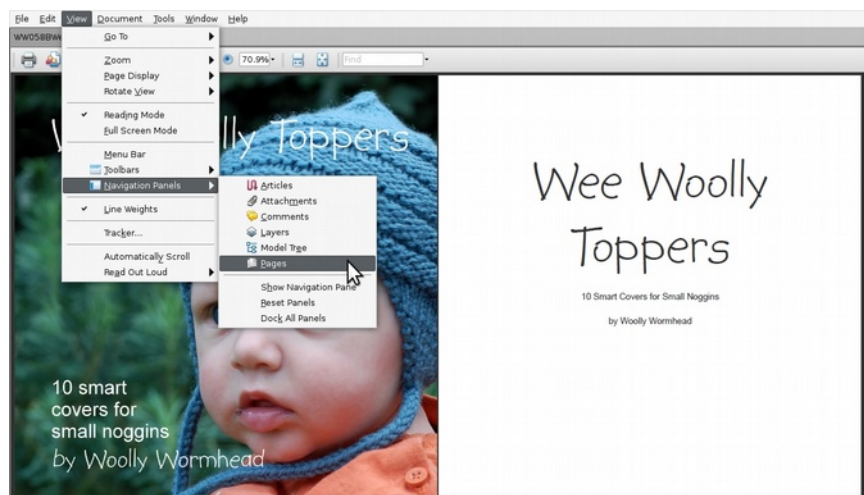 File Edit View Document Tools Window Help
Go To
70.9%
Find
Zoom
Page Display
Rotate View
Reading Mode
Full Screen Mode
Menu Bar
Toolbars
Navigation Panels
Line Weights
Tracker...
Automatically Scroll
Read Out Loud
Articles
Attachments
Comments
Layers
Model Tree
Pages
Show Navigation Pane
Reset Panels
Dock All Panels
lly Toppers
10 smart
covers for
small noggins
by Woolly Wormhead
Wee Woolly
Toppers
10 Smart Covers for Small Noggins
by Woolly Wormhead